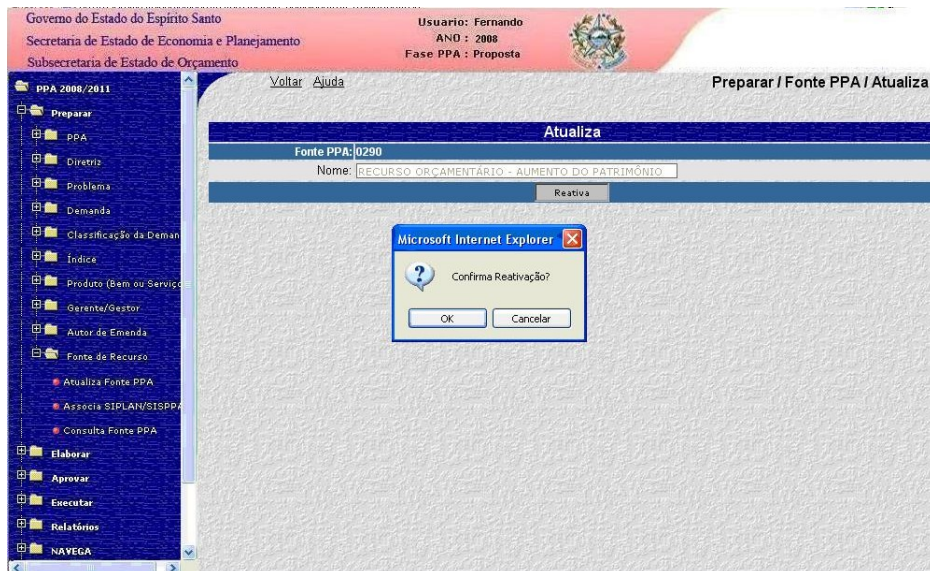 Governo do Estado do Espírito Santo
Secretaria de Estado de Economia e Planejamento
Subsecretaria de Estado de Orçamento
Usuario: Fernando
ANO : 2008
Fase PPA : Proposta
Voltar Ajuda
Preparar / Fonte PPA / Atualiza
PPA 2008/2011
Preparar
PPA
Diretriz
Problema
Demanda
Classificação da Deman
Índice
Produto (Bem ou Serviço
Gerente/Gestor
Autor de Emenda
Fonte de Recurso
Atualiza Fonte PPA
Associa SIPLAN/SISPPA
Consulta Fonte PPA
Elaborar
Aprovar
Executar
Relatórios
NAVEGA
Atualiza
Fonte PPA: 0290
Nome: RECURSO ORÇAMENTÁRIO - AUMENTO DO PATRIMÔNIO
Reativa
Microsoft Internet Explorer
Confirma Reativação?
OK Cancelar